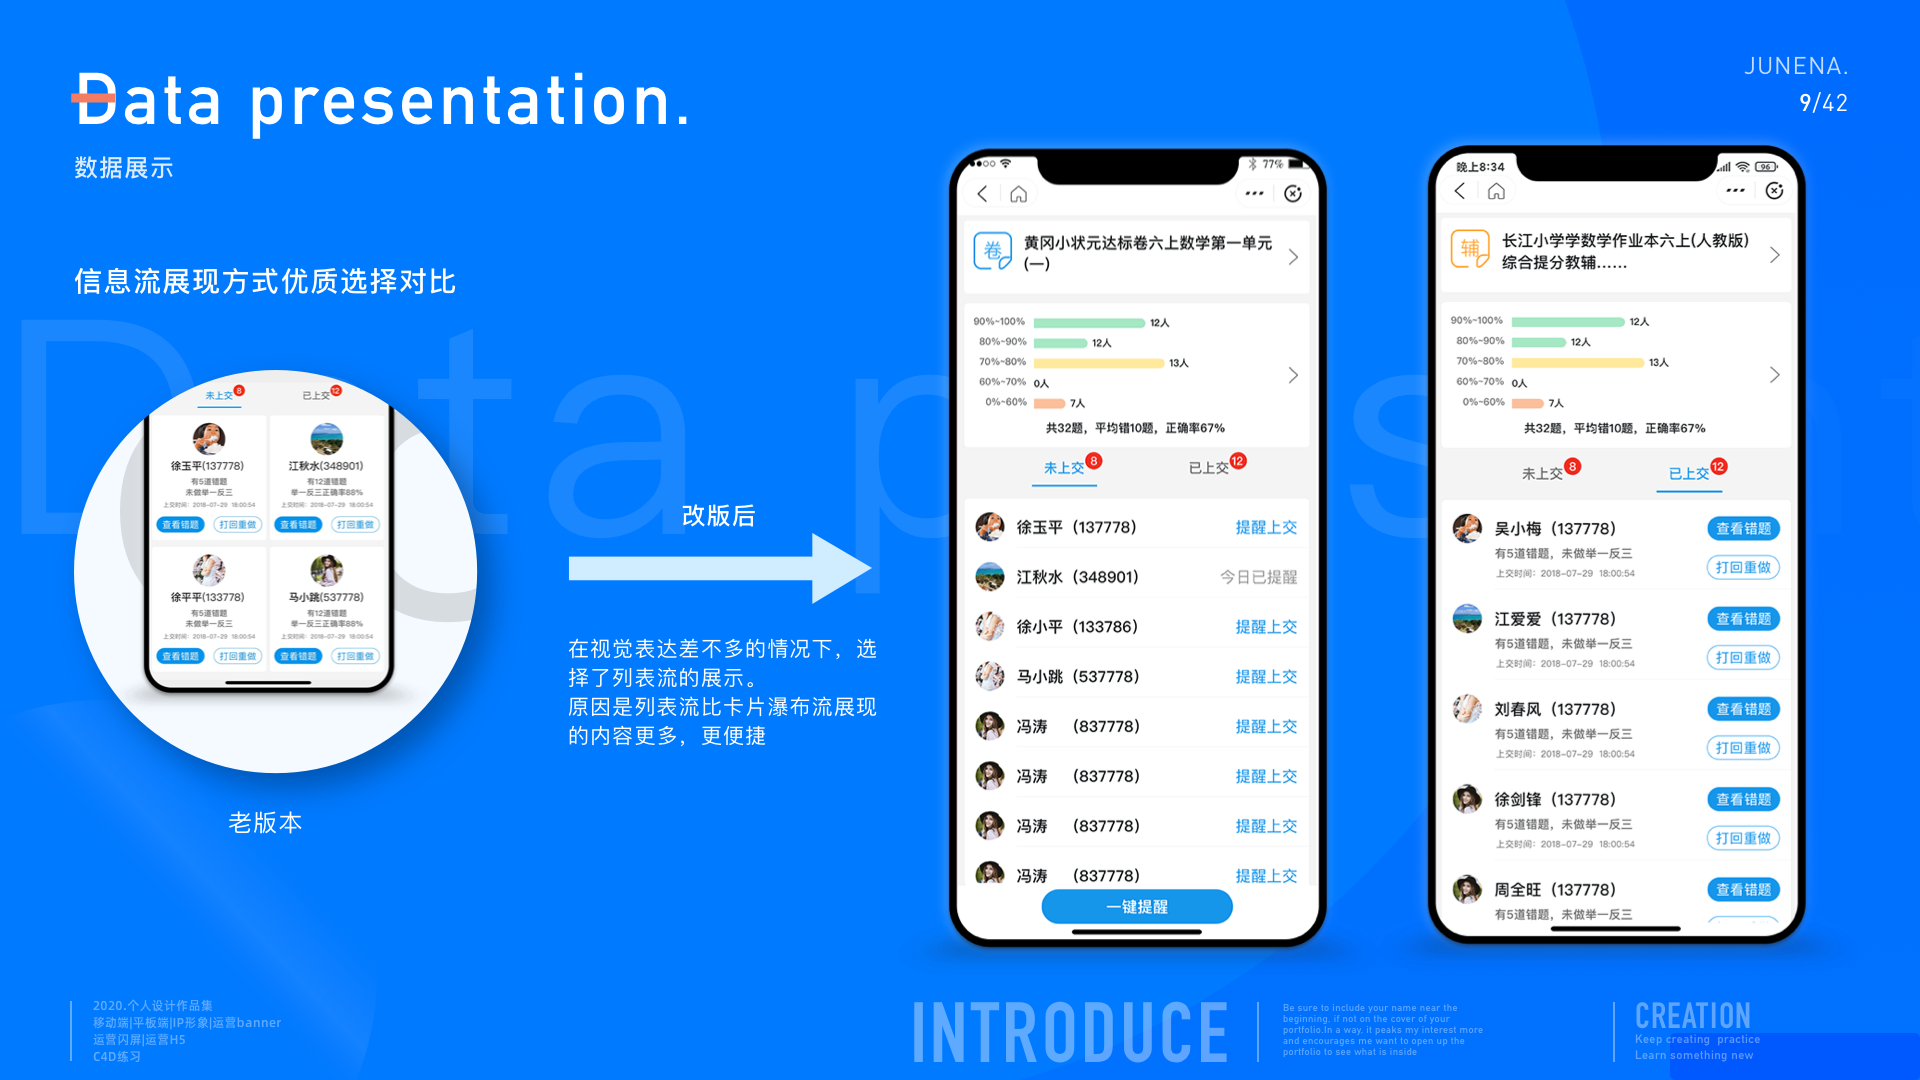 Data presentation.
数据展示
JUNENA.
9/42
信息流展现方式优质选择对比
未上交 8
已上交 12
徐玉平(137778)
有5道错题
未做举一反三
上交时间: 2018-07-29 18:00:54
查看错题 打回重做
江秋水(348901)
有12道错题
举一反三正确率88%
上交时间: 2018-07-29 18:00:54
查看错题 打回重做
徐平平(133778)
有5道错题
未做举一反三
上交时间: 2018-07-29 18:00:54
查看错题 打回重做
马小跳(537778)
有12道错题
举一反三正确率88%
上交时间: 2018-07-29 18:00:54
查看错题 打回重做
老版本
改版后
在视觉表达差不多的情况下，选
择了列表流的展示。
原因是列表流比卡片瀑布流展现
的内容更多，更便捷
77%
卷
黄冈小状元达标卷六上数学第一单元
(一)
90%~100% 12人
80%~90% 12人
70%~80% 13人
60%~70% 0人
0%~60% 7人
共32题，平均错10题，正确率67%
未上交 8
已上交 12
徐玉平（137778） 提醒上交
江秋水（348901） 今日已提醒
徐小平（133786） 提醒上交
马小跳（537778） 提醒上交
冯涛 （837778） 提醒上交
冯涛 （837778） 提醒上交
冯涛 （837778） 提醒上交
冯涛 （837778） 提醒上交
一键提醒
晚上8:34
96
辅
长江小学学数学作业本六上(人教版)
综合提分教辅……
90%~100% 12人
80%~90% 12人
70%~80% 13人
60%~70% 0人
0%~60% 7人
共32题，平均错10题，正确率67%
未上交 8
已上交 12
吴小梅（137778） 查看错题
有5道错题，未做举一反三
上交时间: 2018-07-29 18:00:54
打回重做
江爱爱（137778） 查看错题
有5道错题，未做举一反三
上交时间: 2018-07-29 18:00:54
打回重做
刘春风（137778） 查看错题
有5道错题，未做举一反三
上交时间: 2018-07-29 18:00:54
打回重做
徐剑锋（137778） 查看错题
有5道错题，未做举一反三
上交时间: 2018-07-29 18:00:54
打回重做
周全旺（137778） 查看错题
有5道错题，未做举一反三
2020.个人设计作品集
移动端|平板端|IP形象|运营banner
运营闪屏|运营H5
C4D练习
INTRODUCE
Be sure to include your name near the
beginning, if not on the cover of your
portfolio.In a way, it peaks my interest more
and encourages me want to open up the
portfolio to see what is inside
CREATION
Keep creating practice
Learn something new